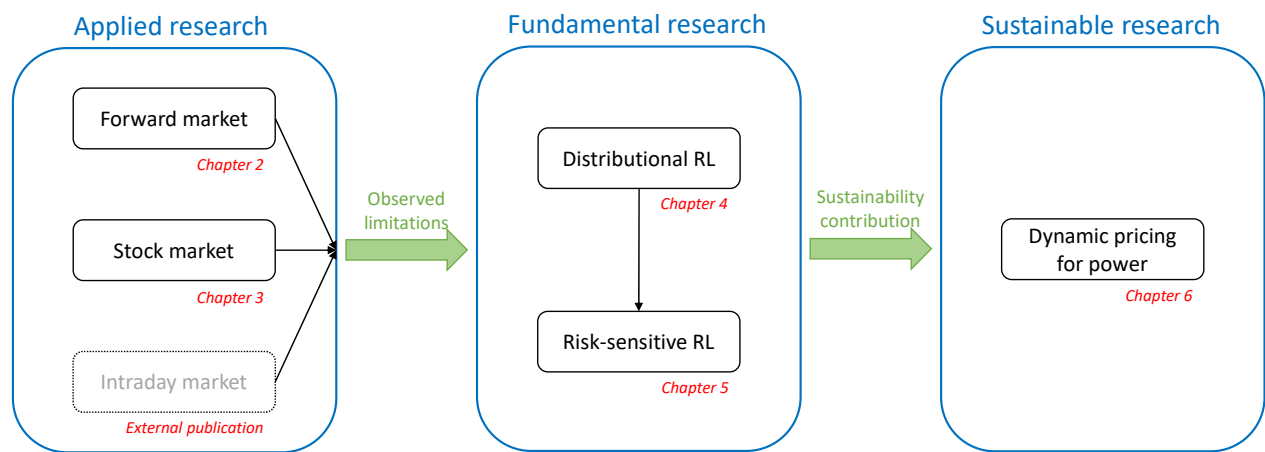 Applied research
Forward market
Chapter 2
Stock market
Chapter 3
Intraday market
External publication
Observed
limitations
Fundamental research
Distributional RL
Chapter 4
Risk-sensitive RL
Chapter 5
Sustainability
contribution
Sustainable research
Dynamic pricing
for power
Chapter 6